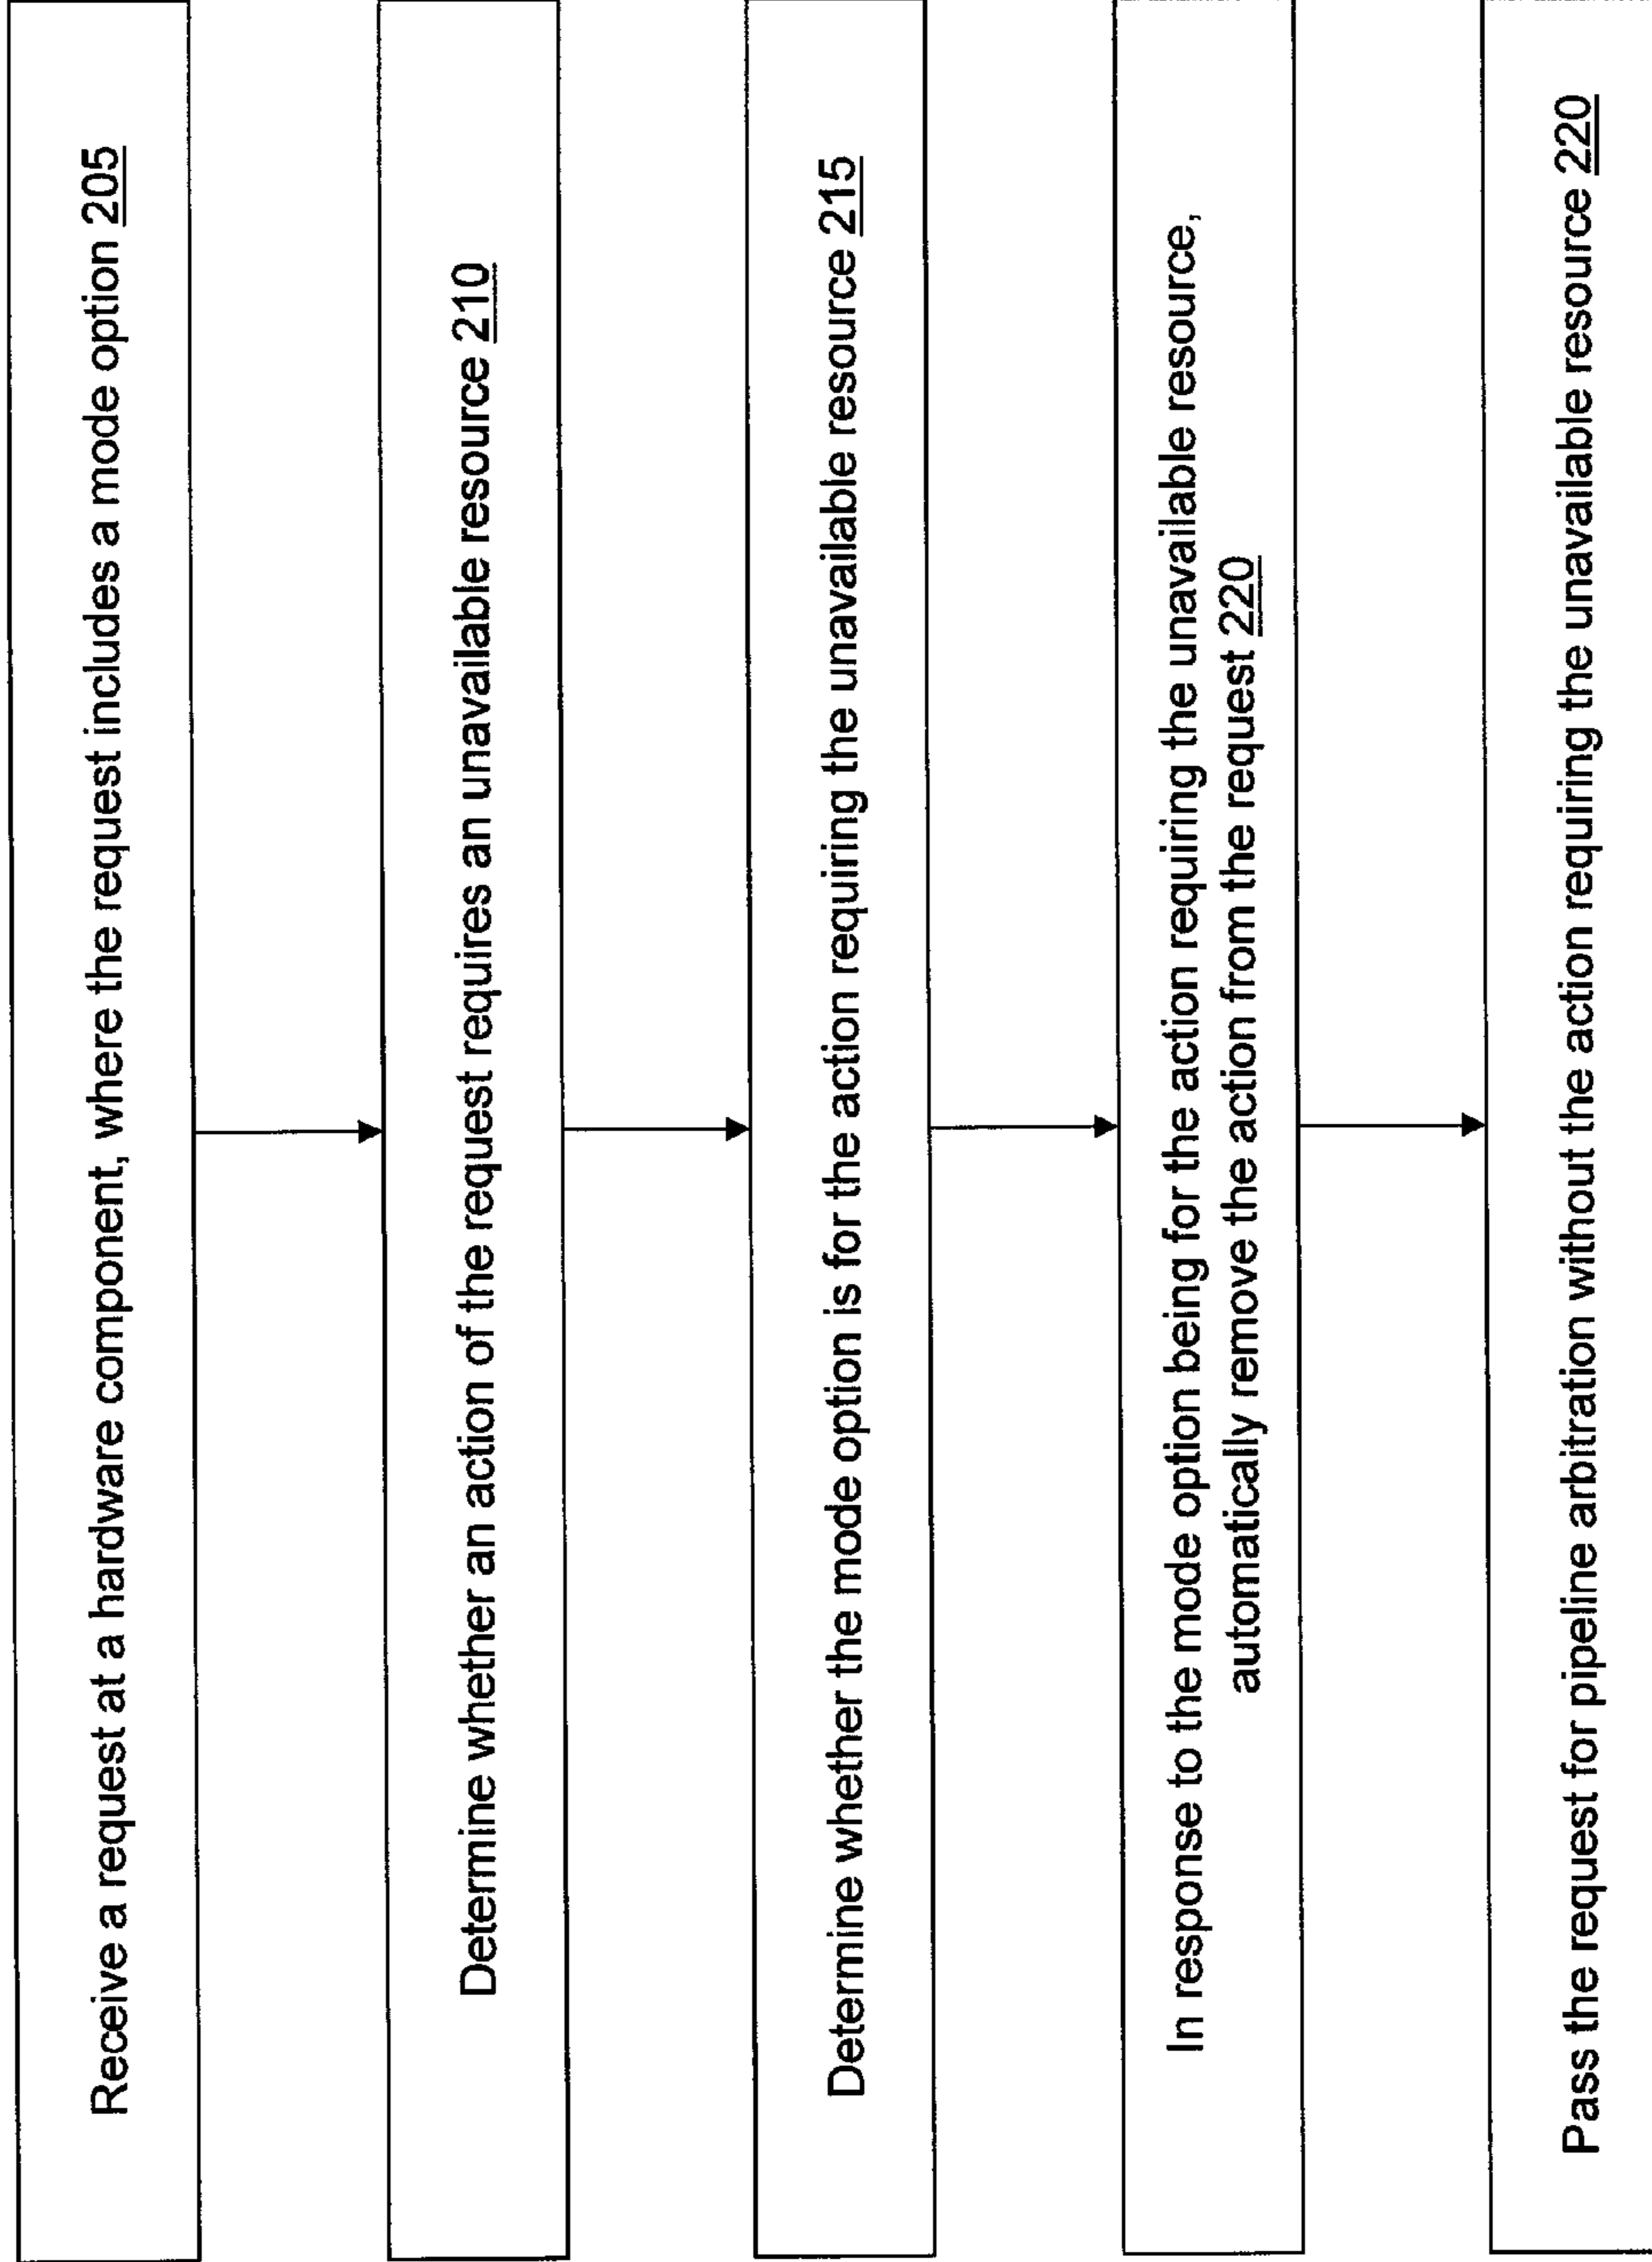 Receive a request at a hardware component, where the request includes a mode option 205
Determine whether an action of the request requires an unavailable resource 210
Determine whether the mode option is for the action requiring the unavailable resource 215
In response to the mode option being for the action requiring the unavailable resource,
automatically remove the action from the request 220
Pass the request for pipeline arbitration without the action requiring the unavailable resource 220